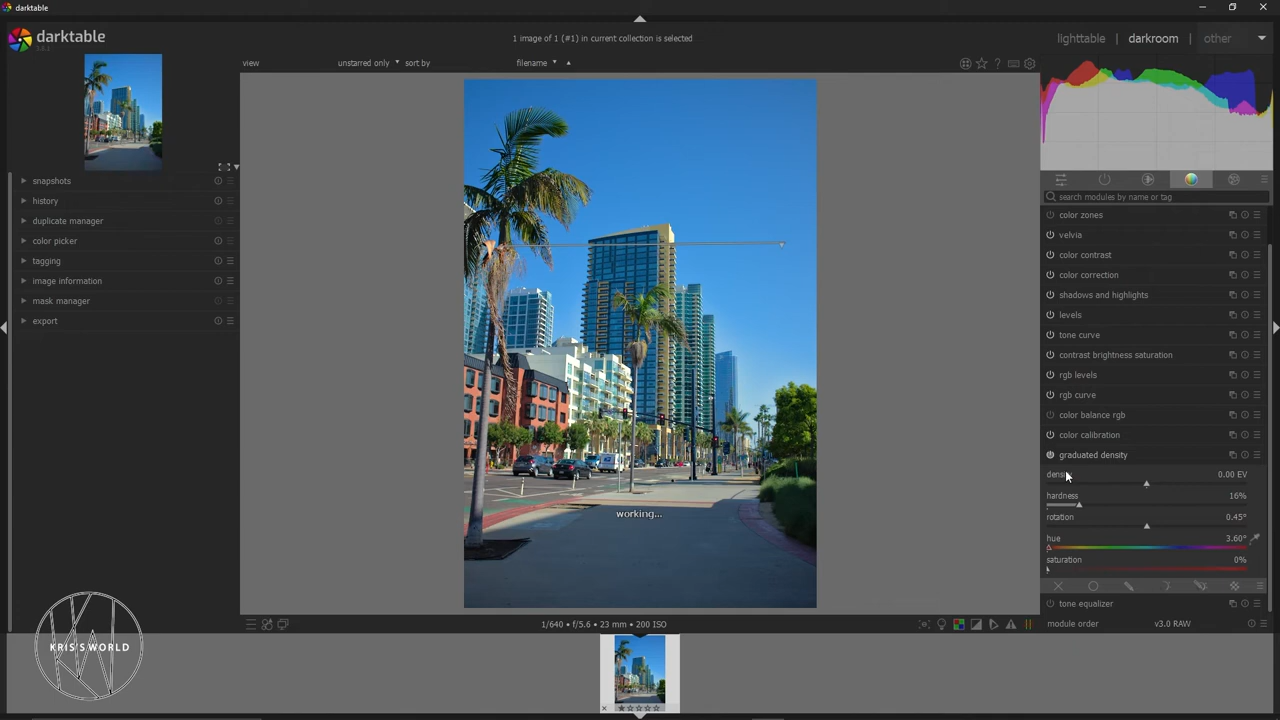 darktable
darktable
3.6.1
1 image of 1 (#1) in current collection is selected
lighttable | darkroom | other
view
unstarred only
sort by
filename
snapshots
history
duplicate manager
color picker
tagging
image information
mask manager
export
search modules by name or tag
color zones
velvia
color contrast
color correction
shadows and highlights
levels
tone curve
contrast brightness saturation
rgb levels
rgb curve
color balance rgb
color calibration
graduated density
0.00 EV
hardness 16%
rotation 0.45°
hue 3.60°
saturation 0%
tone equalizer
module order v3.0 RAW
working...
1/640 • f/5.6 • 23 mm • 200 ISO
KRIS'S WORLD